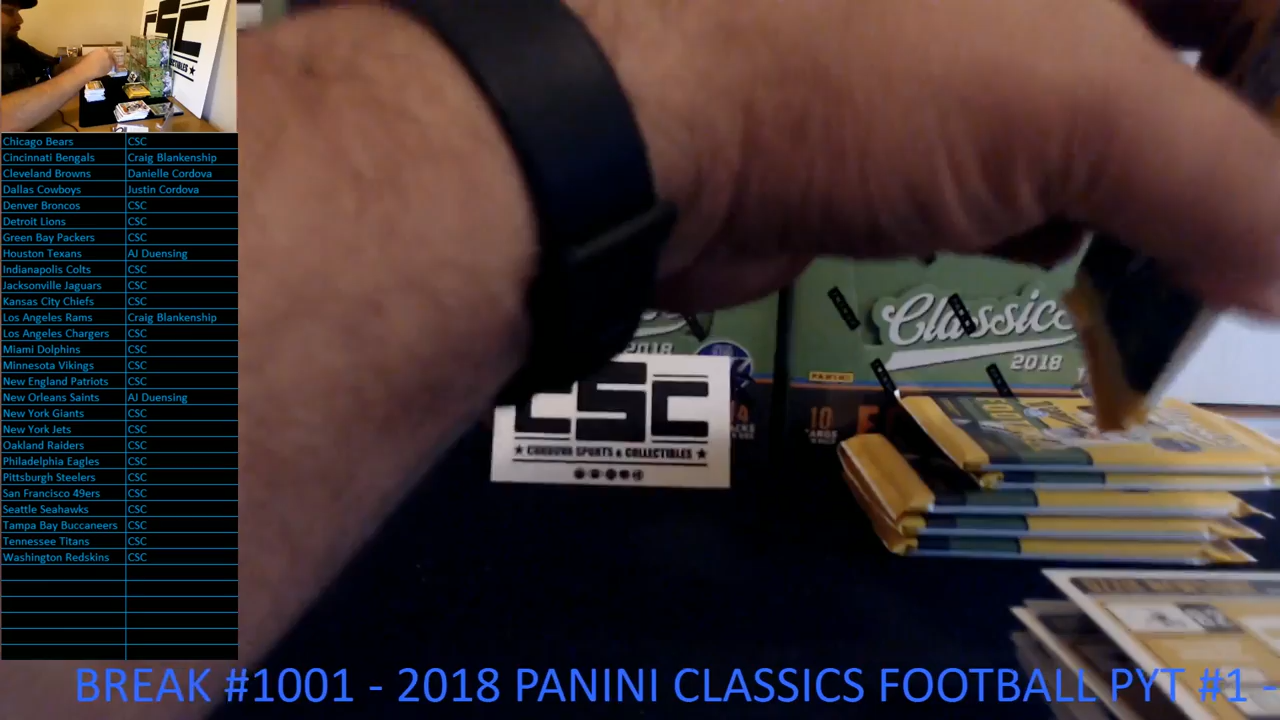 CSC
Chicago Bears CSC
Cincinnati Bengals Craig Blankenship
Cleveland Browns Danielle Cordova
Dallas Cowboys Justin Cordova
Denver Broncos CSC
Detroit Lions CSC
Green Bay Packers CSC
Houston Texans AJ Duensing
Indianapolis Colts CSC
Jacksonville Jaguars CSC
Kansas City Chiefs CSC
Los Angeles Rams Craig Blankenship
Los Angeles Chargers CSC
Miami Dolphins CSC
Minnesota Vikings CSC
New England Patriots CSC
New Orleans Saints AJ Duensing
New York Giants CSC
New York Jets CSC
Oakland Raiders CSC
Philadelphia Eagles CSC
Pittsburgh Steelers CSC
San Francisco 49ers CSC
Seattle Seahawks CSC
Tampa Bay Buccaneers CSC
Tennessee Titans CSC
Washington Redskins CSC
Classics
2018
2018
PANINI
10
CSC
★ CORDOVA SPORTS & COLLECTIBLES ★
BREAK #1001 - 2018 PANINI CLASSICS FOOTBALL PYT #1 -